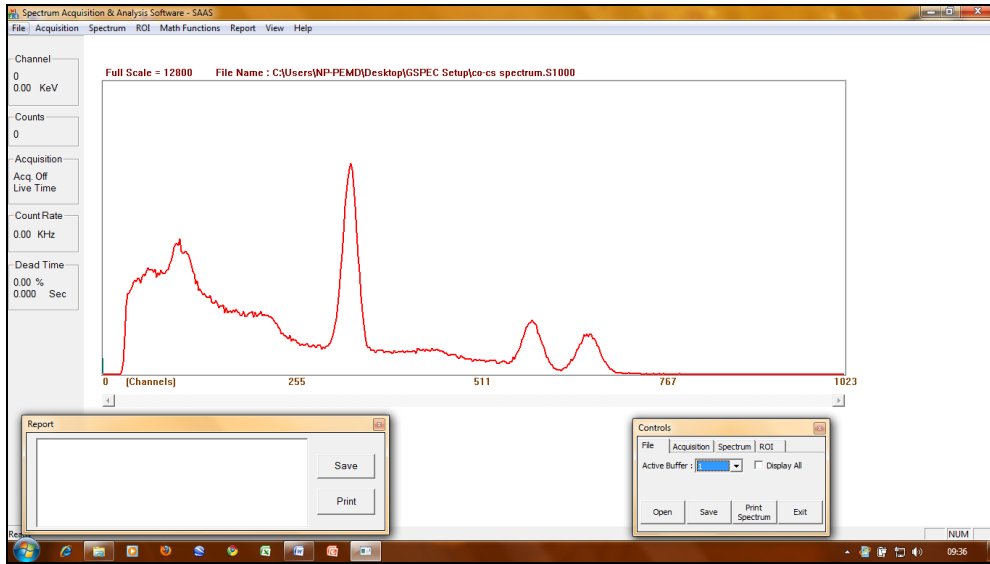 Spectrum Acquisition & Analysis Software - SAAS
File Acquisition Spectrum ROI Math Functions Report View Help
Channel
0
0.00 KeV
Counts
0
Acquisition
Acq. Off
Live Time
Count Rate
0.00 KHz
Dead Time
0.00 %
0.000 Sec
Full Scale = 12800 File Name : C:\Users\NP-PEMD\Desktop\GSPEC Setup\co-cs spectrum.S1000
0 (Channels) 255 511 767 1023
Report
Save
Print
Controls
File Acquisition Spectrum ROI
Active Buffer : 1 Display All
Open Save Print Spectrum Exit
NUM
09:36